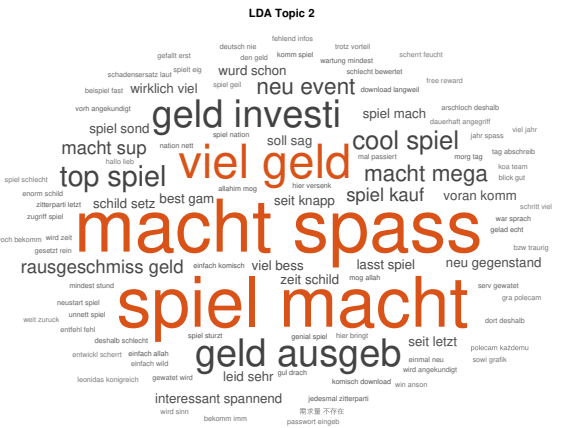 LDA Topic 2
fehlend infos
deutsch nie
trotz vorteil
gefallt erst
den geld
komm spiel
wartung mindest
schernt feucht
schadensersatz laut
spielt eig
wurd schon
schlecht bewertet
beispiel fast
wirklich viel
spiel geil
neu event
download langweil
free reward
vorh angekundigt
geld investi
spiel mach
arschloch deshalb
dauerhaft angegriff
spiel sond
spiel nation
soll sag
cool spiel
jahr spass
viel jahr
macht sup
nation nett
viel geld
mal passiert
morg tag
tag abschreib
hallo lieb
koa team
spiel schlecht
top spiel
allahim mog
hier versenk
macht mega
blick gut
enorm schild
zitterparti letzt
schild setz
best gam
seit knapp
spiel kauf
voran komm
schritt viel
zugriff spiel
macht spass
war sprach
gelad echt
och bekomm
wird zeit
gesetzt rein
bzw traurig
rausgeschmiss geld
einfach komisch
viel bess
lasst spiel
neu gegenstand
mindest stund
zeit schild
mog allah
serv gewatet
neustart spiel
gra polecam
unnett spiel
spiel macht
weit zuruck
dort deshalb
entfehl fehl
deshalb schlecht
spiel sturzt
genial spiel
hier bringt
seit letzt
polecam każdemu
entwickl scherrt
einfach allah
geld ausgeb
einmal neu
sowi grafik
einfach wild
wird angekundigt
leonidas konigreich
gewatet wird
leid sehr
gul drach
komisch download
win anson
interessant spannend
jedesmal zitterparti
wird sinn
需求量 不存在
bekomm imm
passwort eingeb